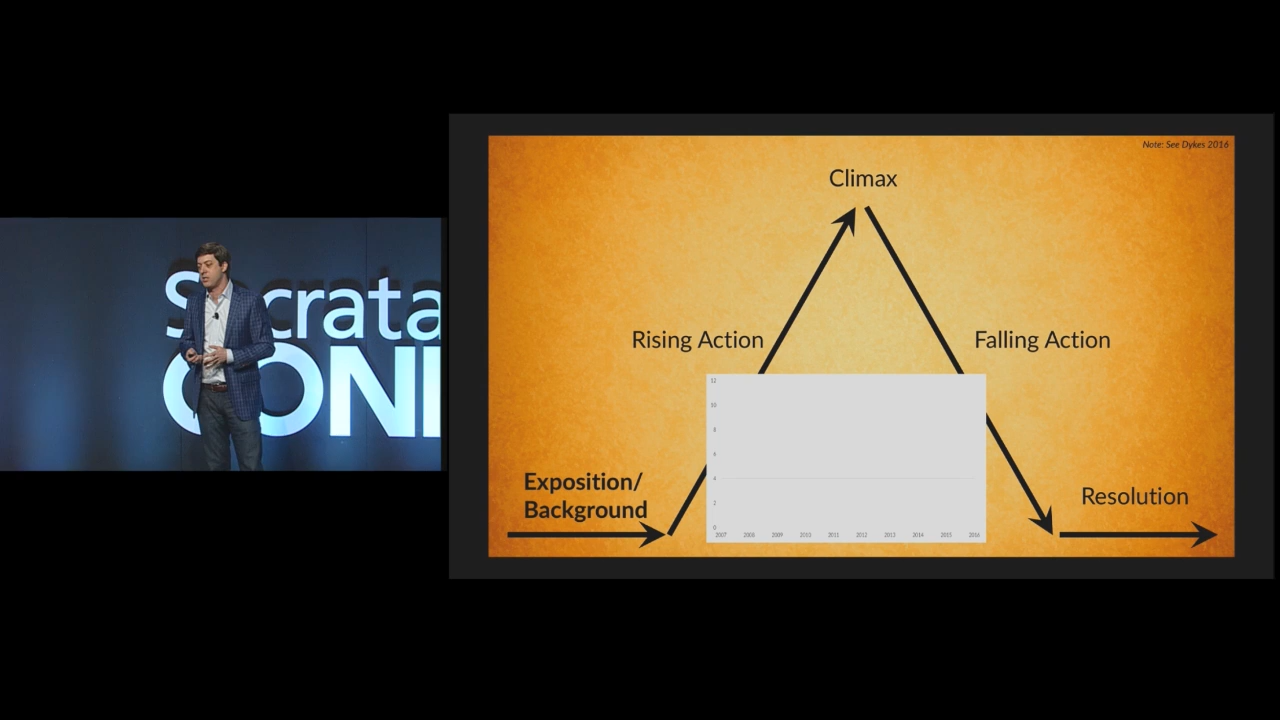 Socrata
CONN
Note: See Dykes 2016
Climax
Rising Action
Falling Action
Exposition/
Background
Resolution
12
10
8
6
4
2
0
2007 2008 2009 2010 2011 2012 2013 2014 2015 2016